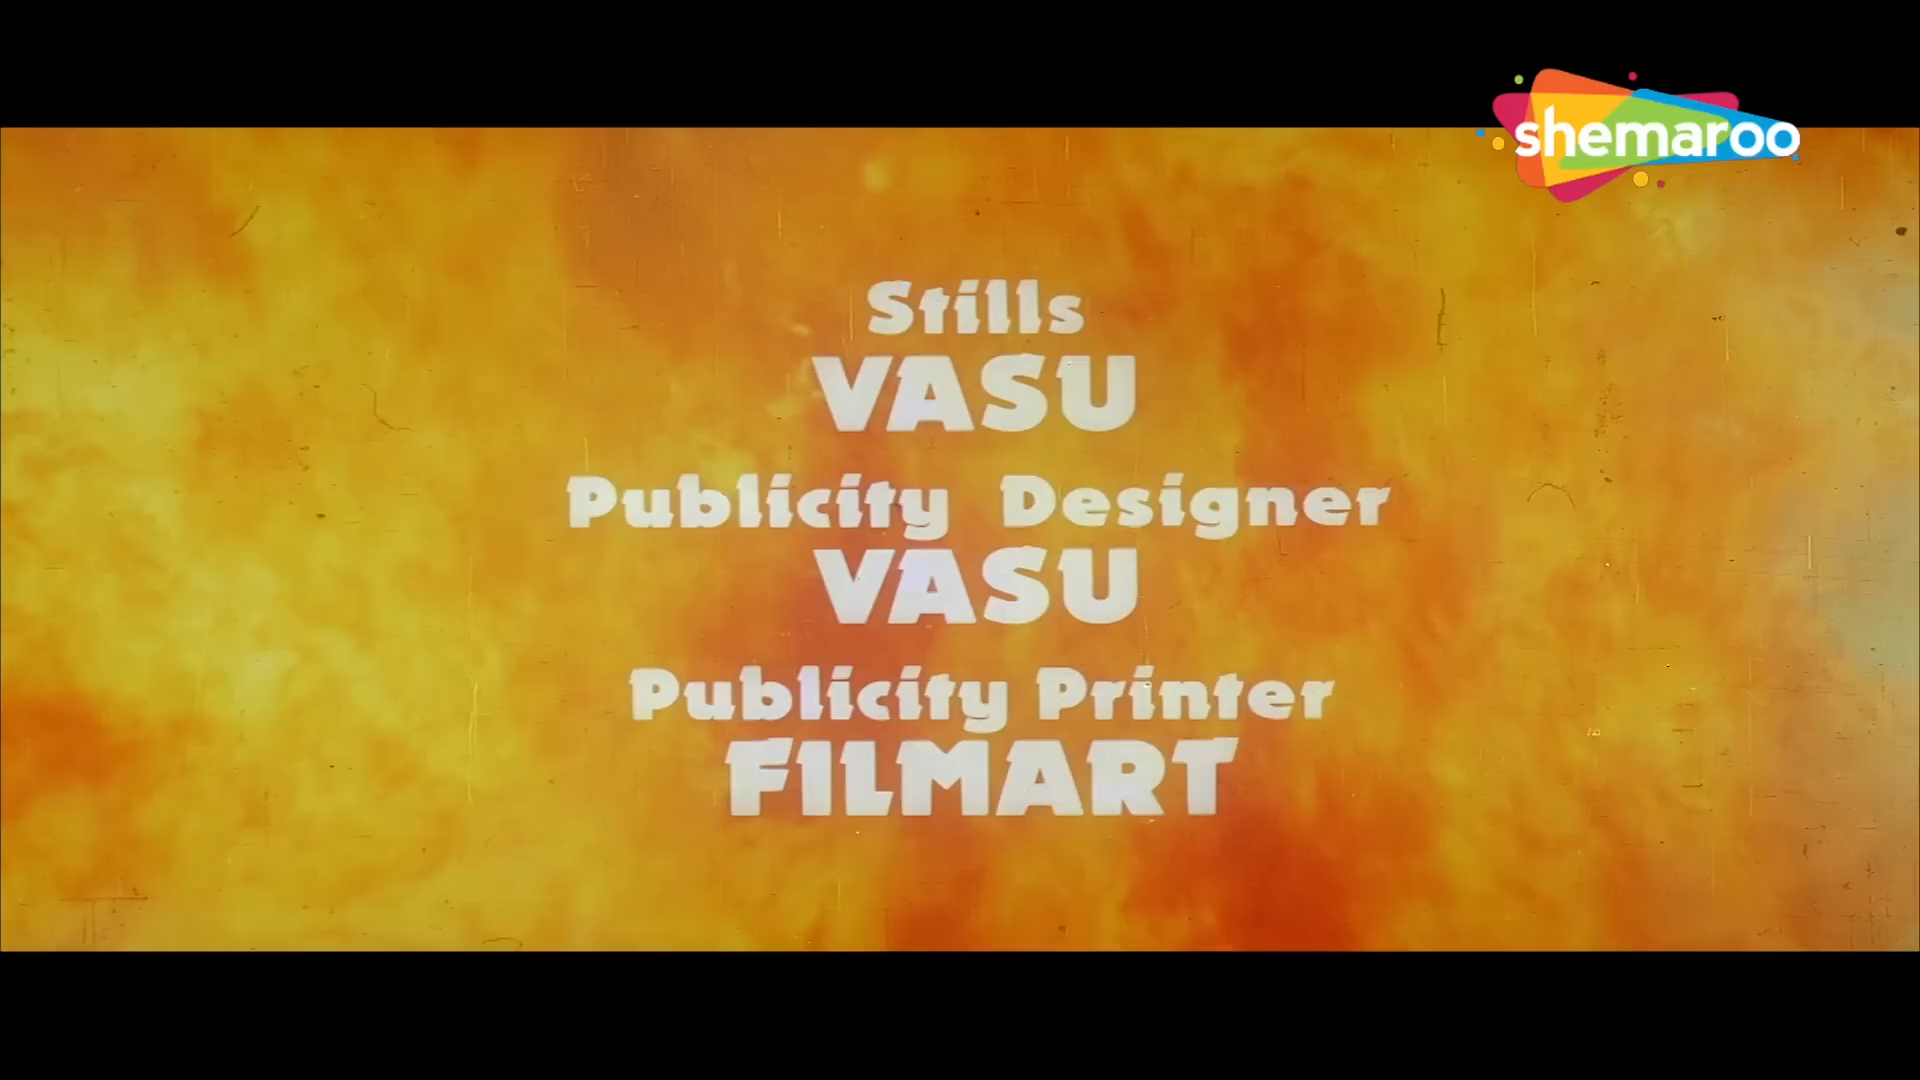 shemaroo
Stills
VASU
Publicity Designer
VASU
Publicity Printer
FILMART